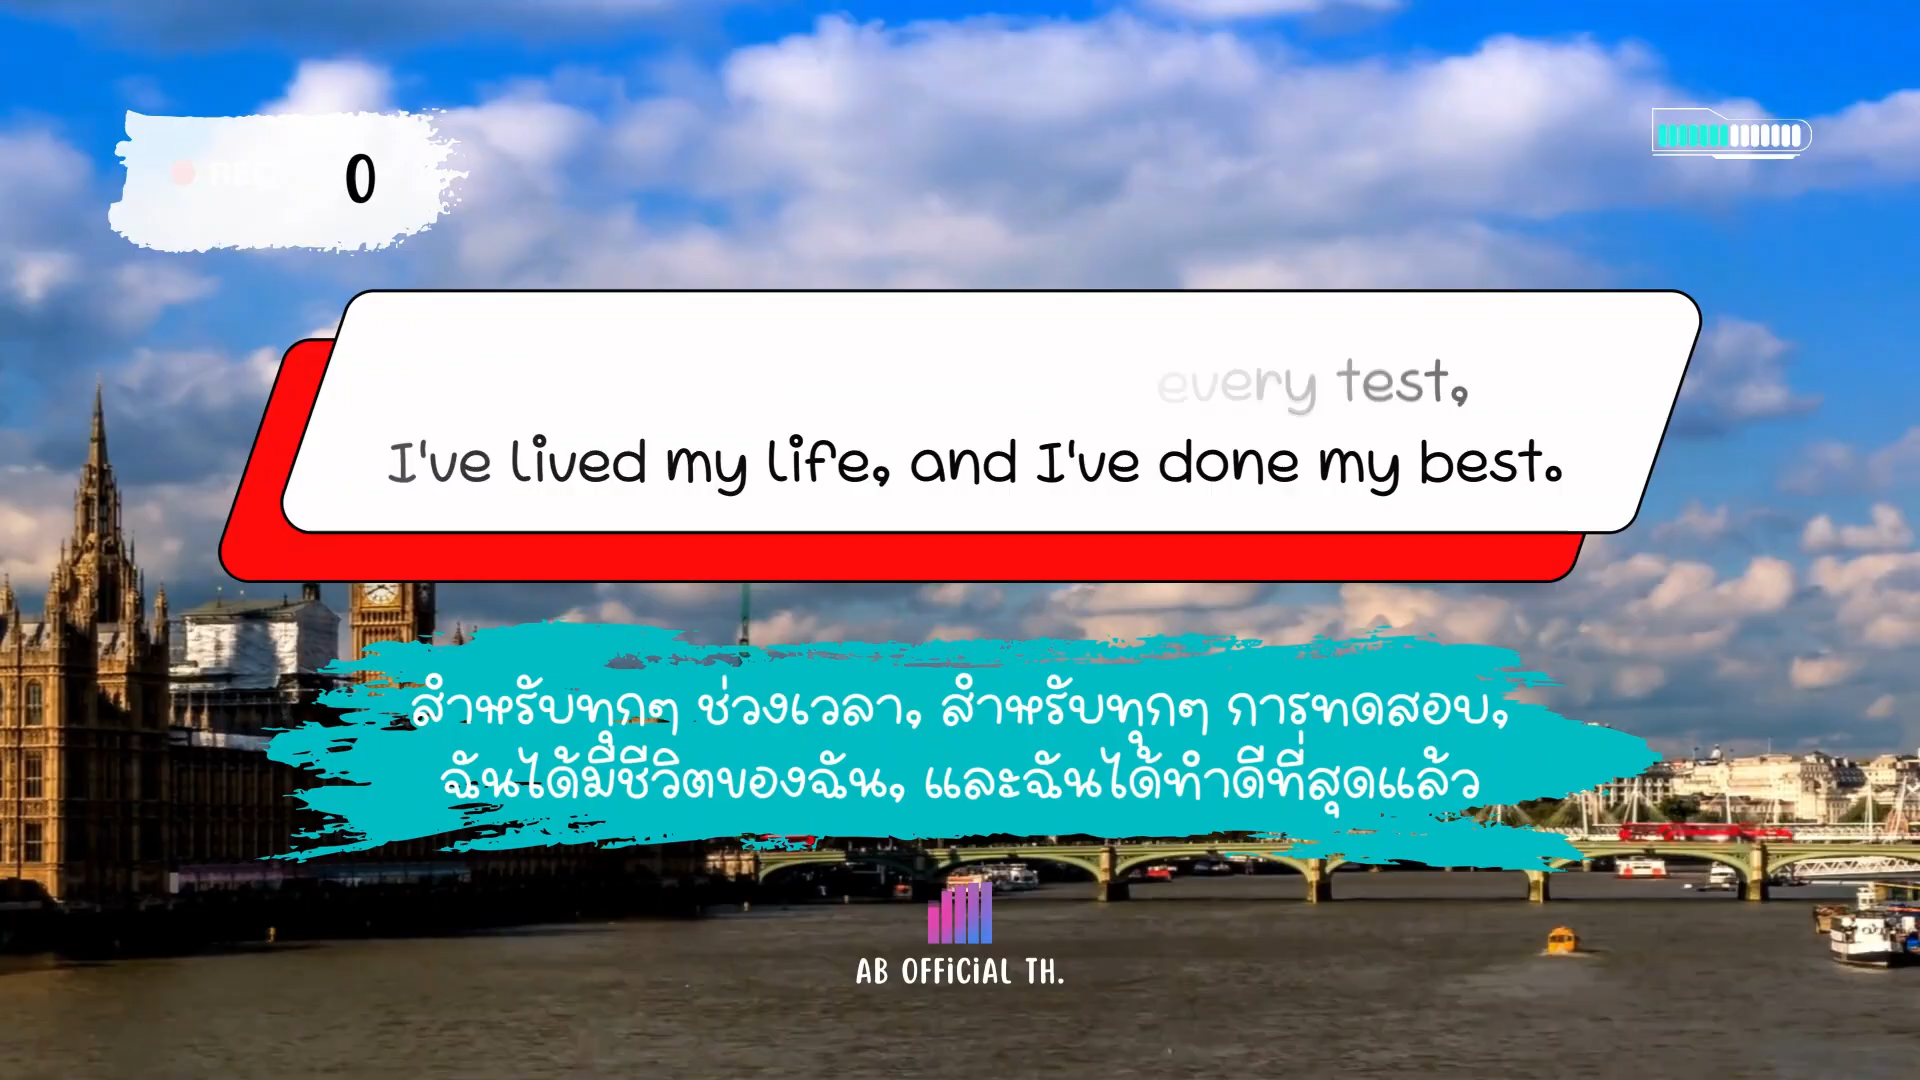 0
every test,
I've lived my life, and I've done my best.
สำหรับทุกๆ ช่วงเวลา, สำหรับทุกๆ การทดสอบ,
ฉันได้มีชีวิตของฉัน, และฉันได้ทำดีที่สุดแล้ว
AB OFFiCiAL TH.